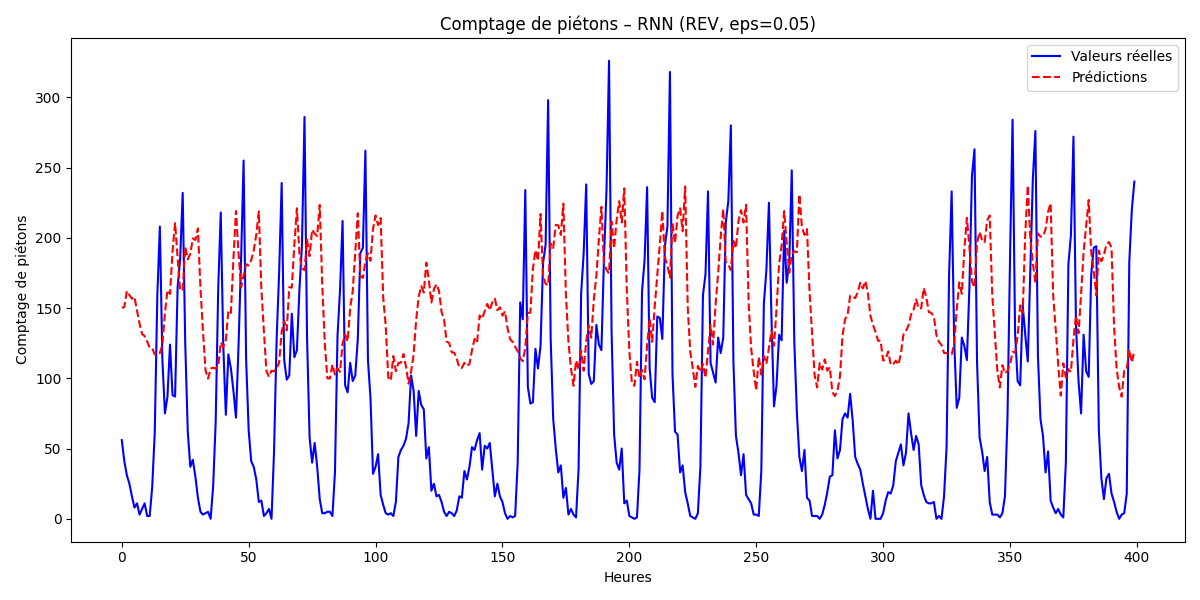 Comptage de piétons – RNN (REV, eps=0.05)
Valeurs réelles
Prédictions
Comptage de piétons
300
250
200
150
100
50
0
0 50 100 150 200 250 300 350 400
Heures